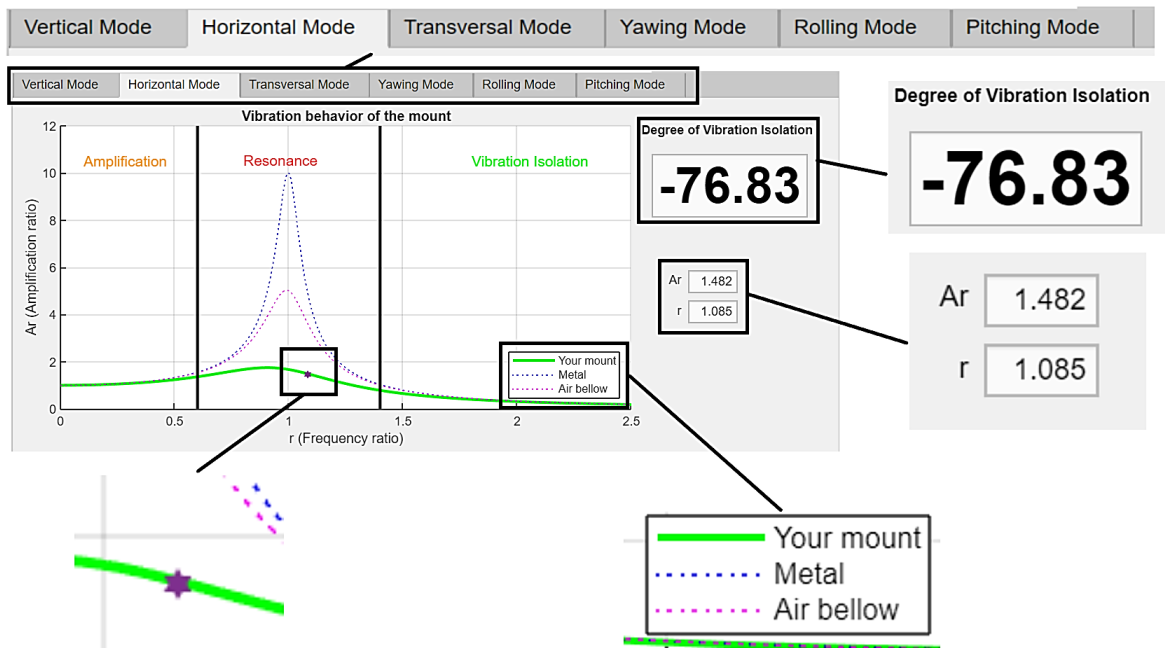 Vertical Mode Horizontal Mode Transversal Mode Yawing Mode Rolling Mode Pitching Mode
Vertical Mode Horizontal Mode Transversal Mode Yawing Mode Rolling Mode Pitching Mode
Vibration behavior of the mount
12
10
8
6
4
2
0
Ar (Amplification ratio)
Amplification
Resonance
Vibration Isolation
Your mount
Metal
Air bellow
0 0.5 1 1.5 2 2.5
r (Frequency ratio)
Degree of Vibration Isolation
-76.83
Ar 1.482
r 1.085
Degree of Vibration Isolation
-76.83
Ar 1.482
r 1.085
Your mount
Metal
Air bellow